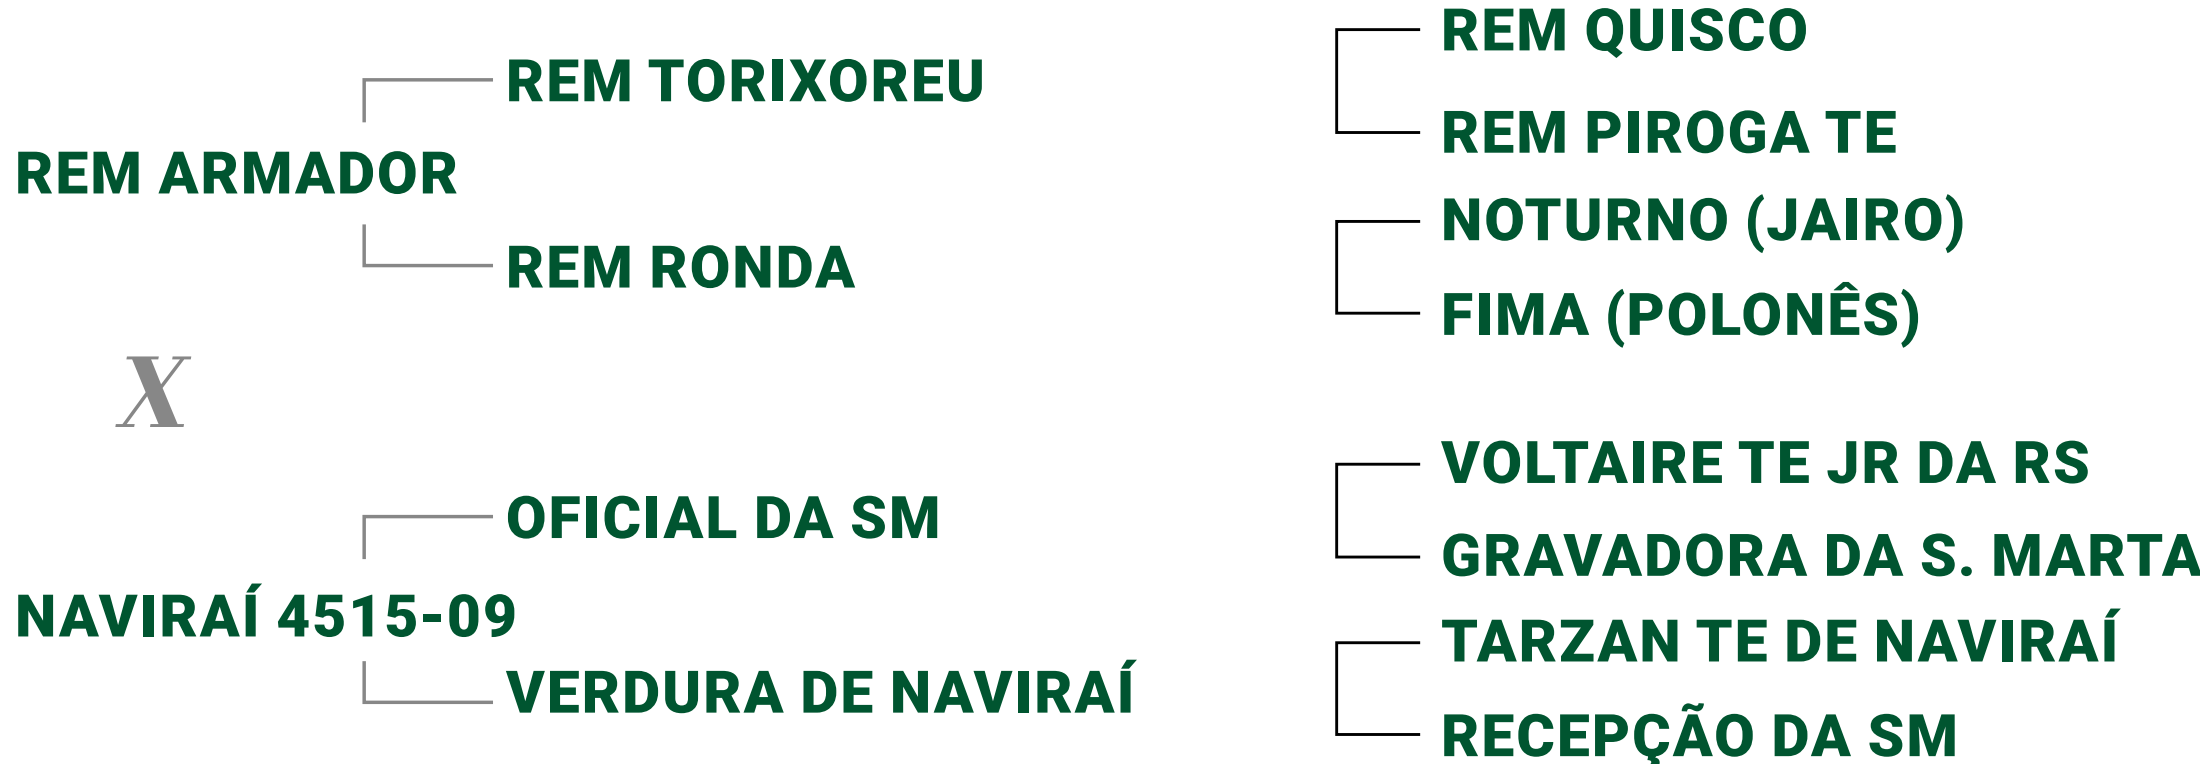 REM QUISCO
REM TORIXOREU
REM PIROGA TE
REM ARMADOR
NOTURNO (JAIRO)
REM RONDA
FIMA (POLONÊS)
X
VOLTAIRE TE JR DA RS
OFICIAL DA SM
GRAVADORA DA S. MARTA
NAVIRAÍ 4515-09
TARZAN TE DE NAVIRAÍ
VERDURA DE NAVIRAÍ
RECEPÇÃO DA SM